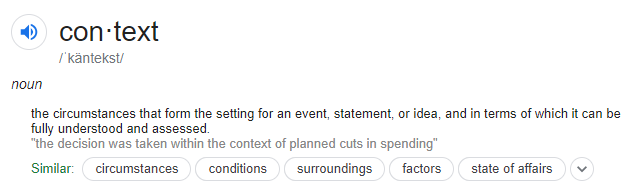 con·text
/ˈkäntekst/
noun
the circumstances that form the setting for an event, statement, or idea, and in terms of which it can be
fully understood and assessed.
"the decision was taken within the context of planned cuts in spending"
Similar: circumstances conditions surroundings factors state of affairs